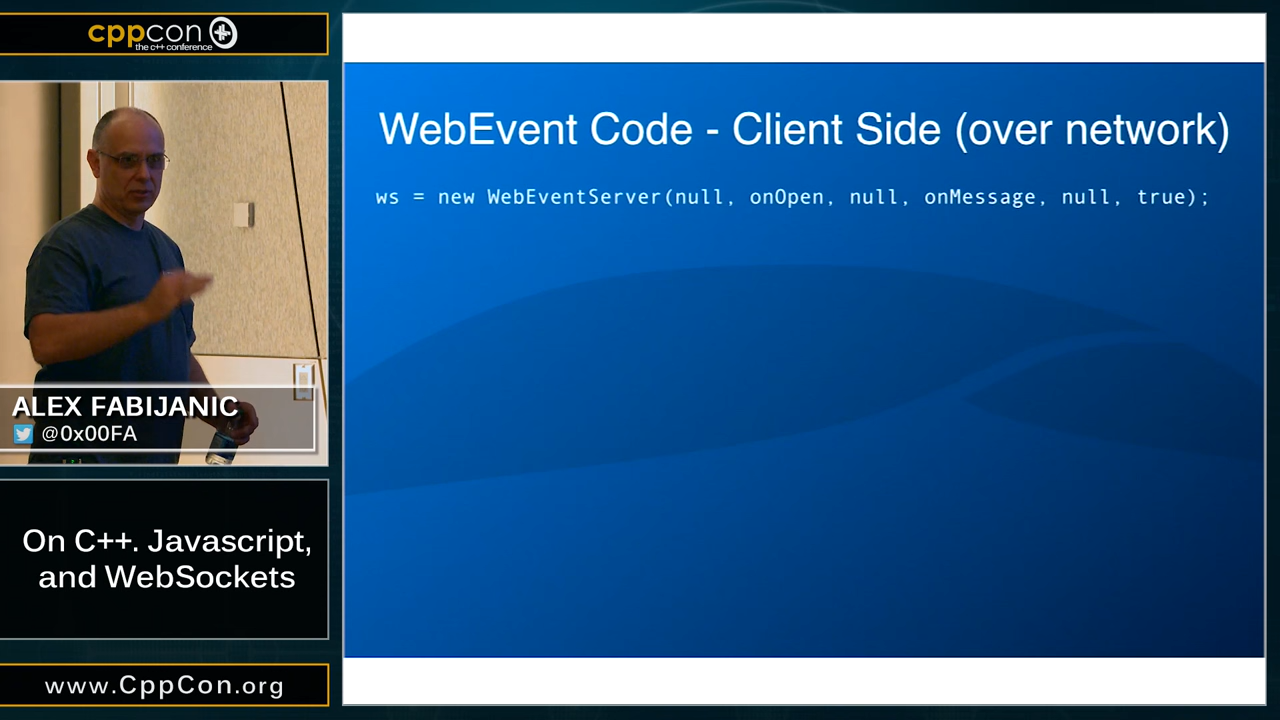 cppcon
the c++ conference
WebEvent Code - Client Side (over network)
ws = new WebEventServer(null, onOpen, null, onMessage, null, true);
ALEX FABIJANIC
@0x00FA
On C++. Javascript,
and WebSockets
www.CppCon.org